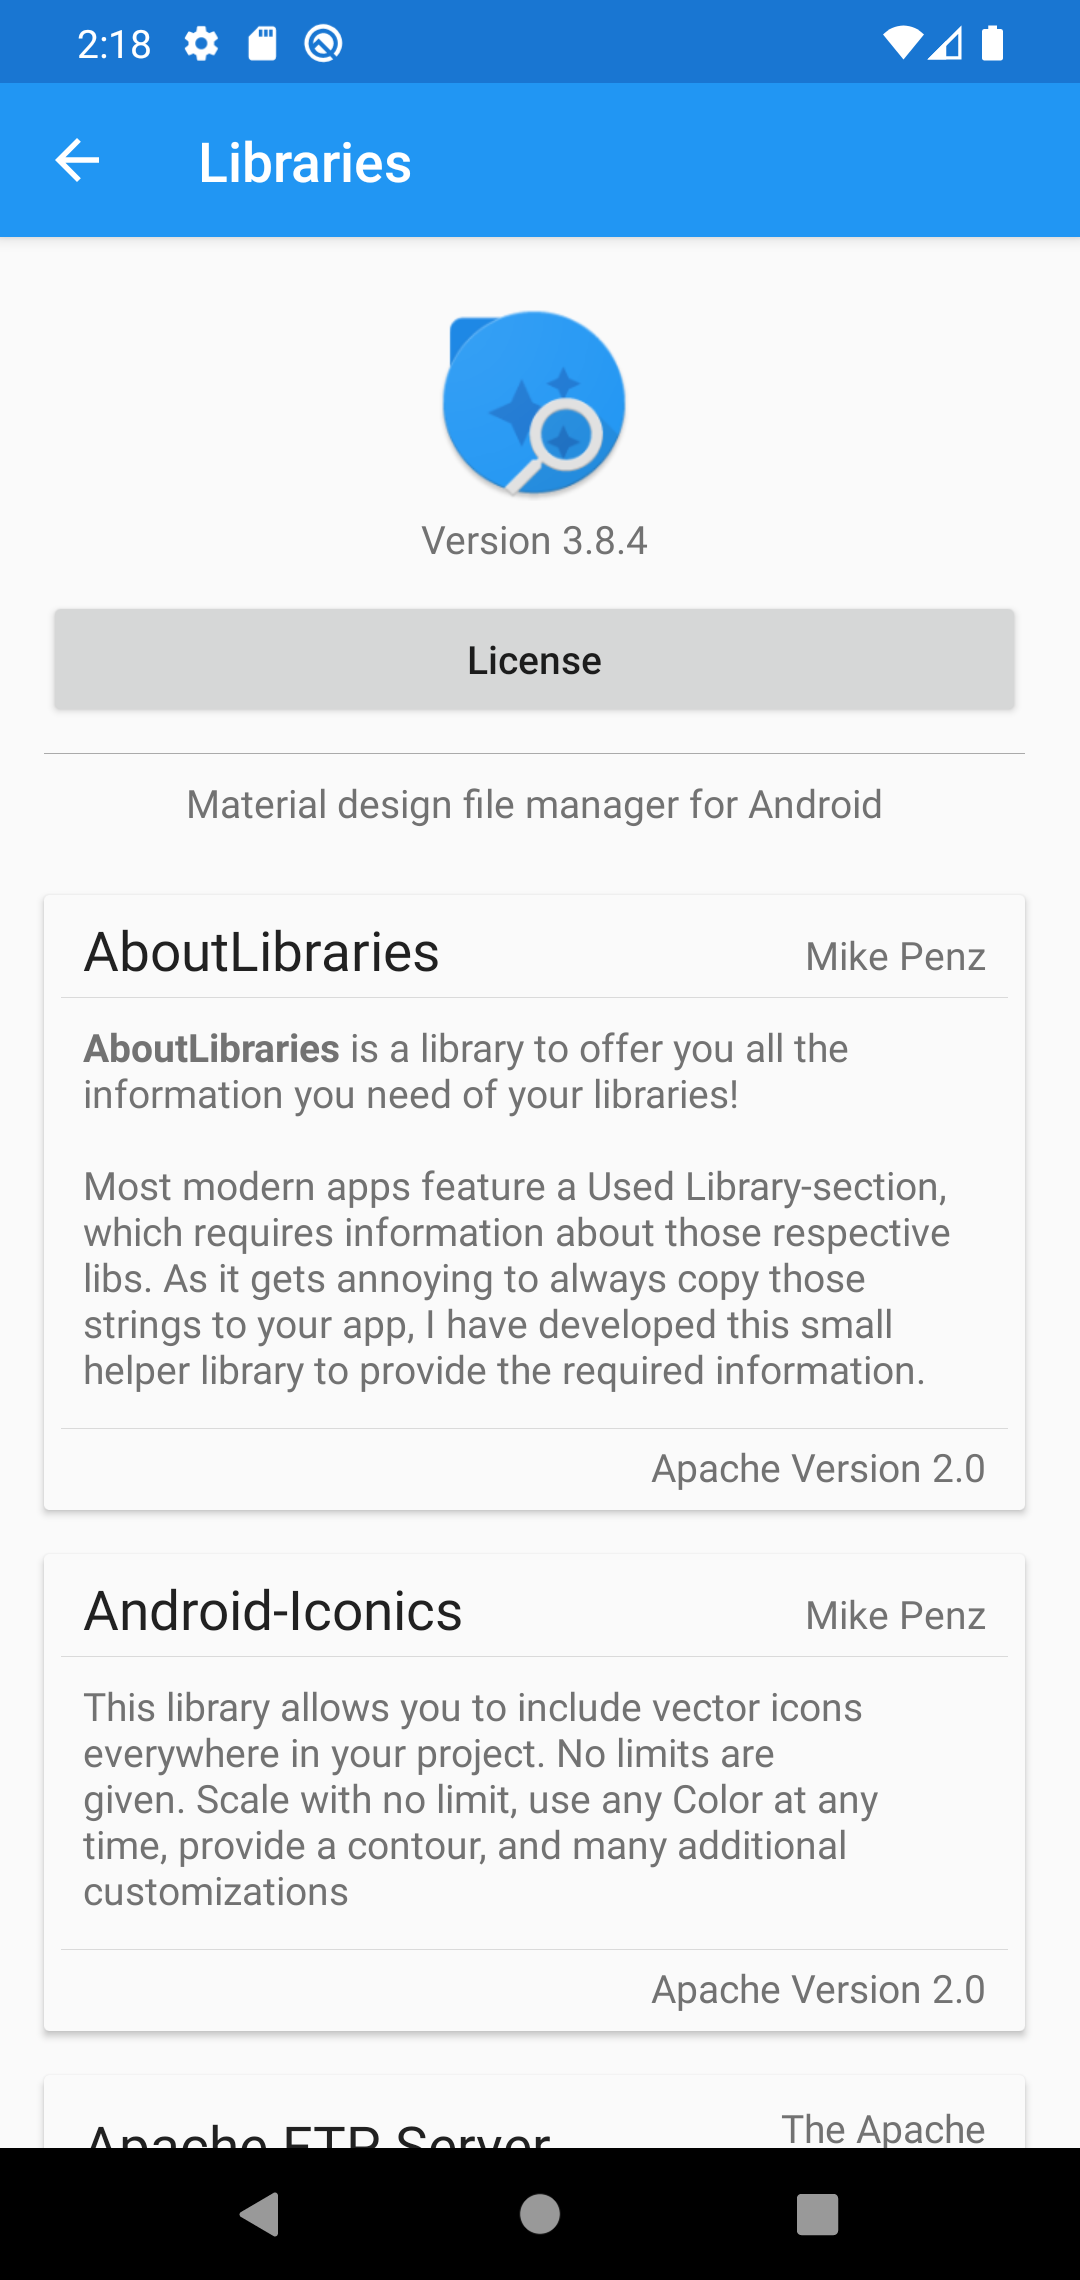 2:18
Libraries
Version 3.8.4
License
Material design file manager for Android
AboutLibraries
Mike Penz
AboutLibraries is a library to offer you all the
information you need of your libraries!
Most modern apps feature a Used Library-section,
which requires information about those respective
libs. As it gets annoying to always copy those
strings to your app, I have developed this small
helper library to provide the required information.
Apache Version 2.0
Android-Iconics
Mike Penz
This library allows you to include vector icons
everywhere in your project. No limits are
given. Scale with no limit, use any Color at any
time, provide a contour, and many additional
customizations
Apache Version 2.0
Apache FTP Server
The Apache